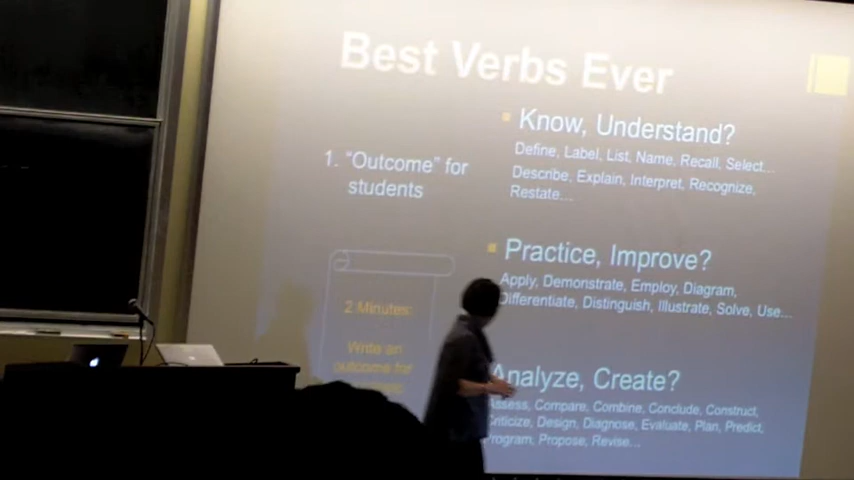 Best Verbs Ever
1. “Outcome” for
students
2 Minutes:
Write an
outcome for
Know, Understand?
Define, Label, List, Name, Recall, Select...
Describe, Explain, Interpret, Recognize,
Restate...
Practice, Improve?
Apply, Demonstrate, Employ, Diagram,
Differentiate, Distinguish, Illustrate, Solve, Use...
Analyze, Create?
Assess, Compare, Combine, Conclude, Construct,
Criticize, Design, Diagnose, Evaluate, Plan, Predict,
Program, Propose, Revise...